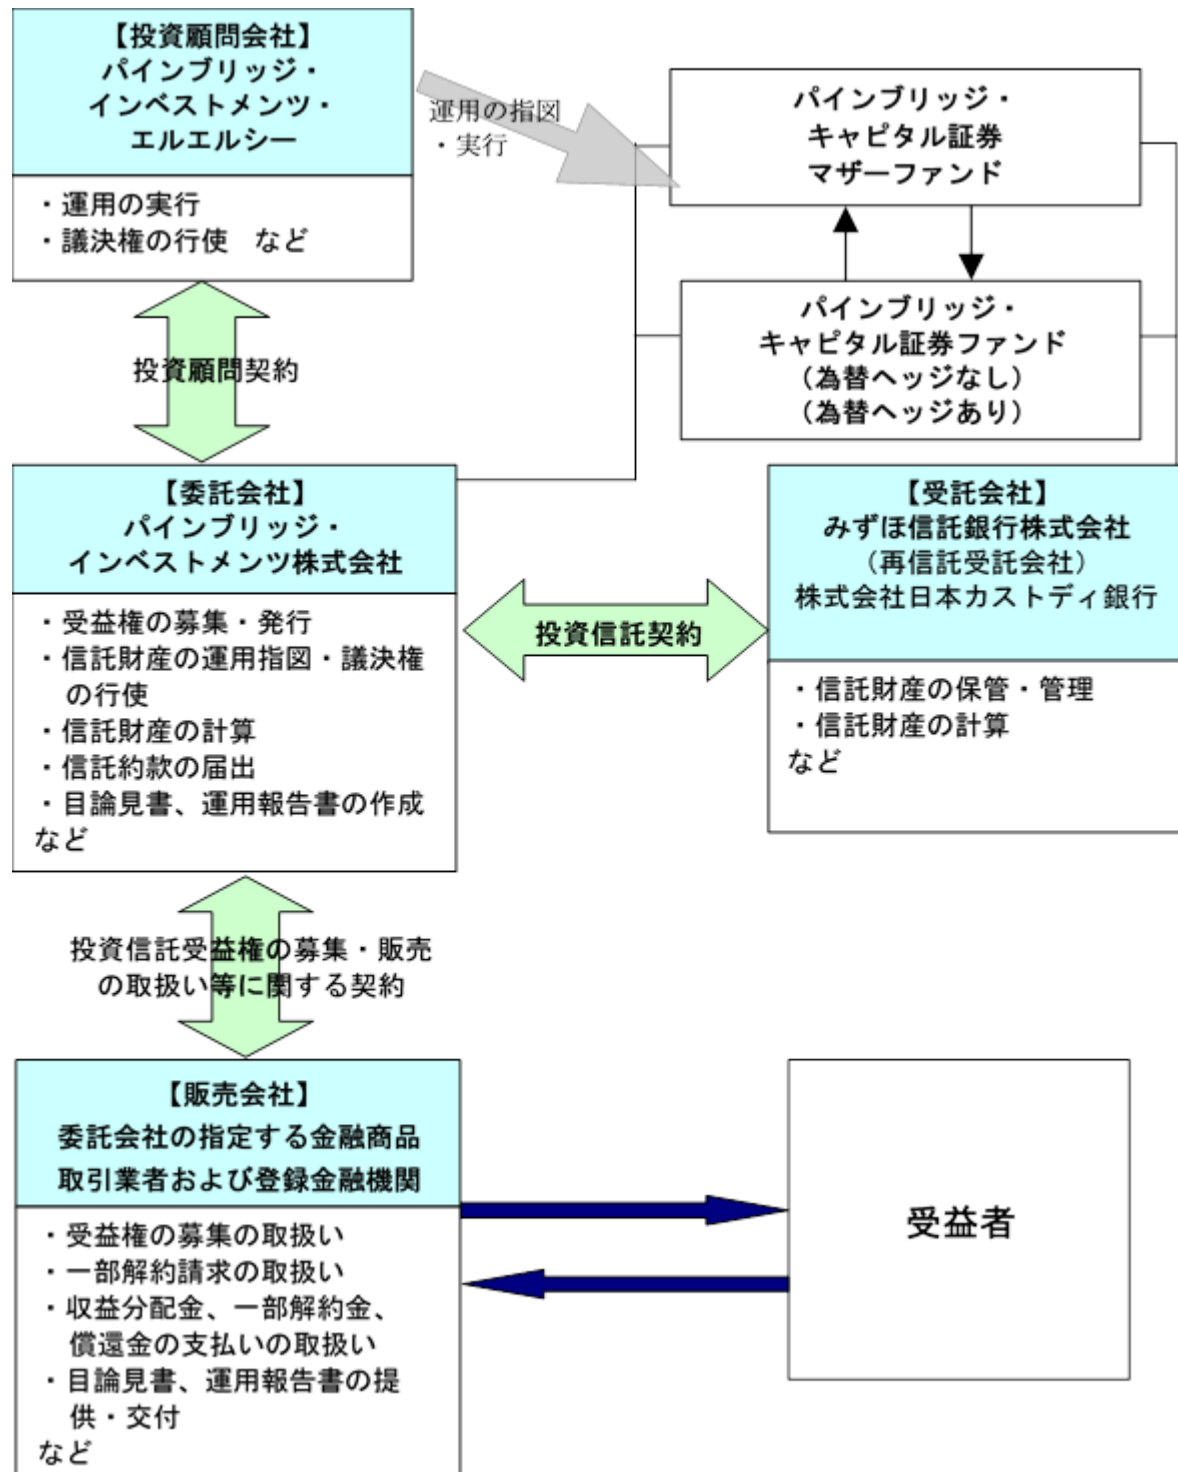 【投資顧問会社】
パインブリッジ・
インベストメンツ・
エルエルシー
・運用の実行
・議決権の行使　など
運用の指図
・実行
パインブリッジ・
キャピタル証券
マザーファンド
パインブリッジ・
キャピタル証券ファンド
（為替ヘッジなし）
（為替ヘッジあり）
投資顧問契約
【委託会社】
パインブリッジ・
インベストメンツ株式会社
・受益権の募集・発行
・信託財産の運用指図・議決権
の行使
・信託財産の計算
・信託約款の届出
・目論見書、運用報告書の作成
など
投資信託契約
【受託会社】
みずほ信託銀行株式会社
（再信託受託会社）
株式会社日本カストディ銀行
・信託財産の保管・管理
・信託財産の計算
など
投資信託受益権の募集・販売
の取扱い等に関する契約
【販売会社】
委託会社の指定する金融商品
取引業者および登録金融機関
・受益権の募集の取扱い
・一部解約請求の取扱い
・収益分配金、一部解約金、
償還金の支払いの取扱い
・目論見書、運用報告書の提
供・交付
など
受益者